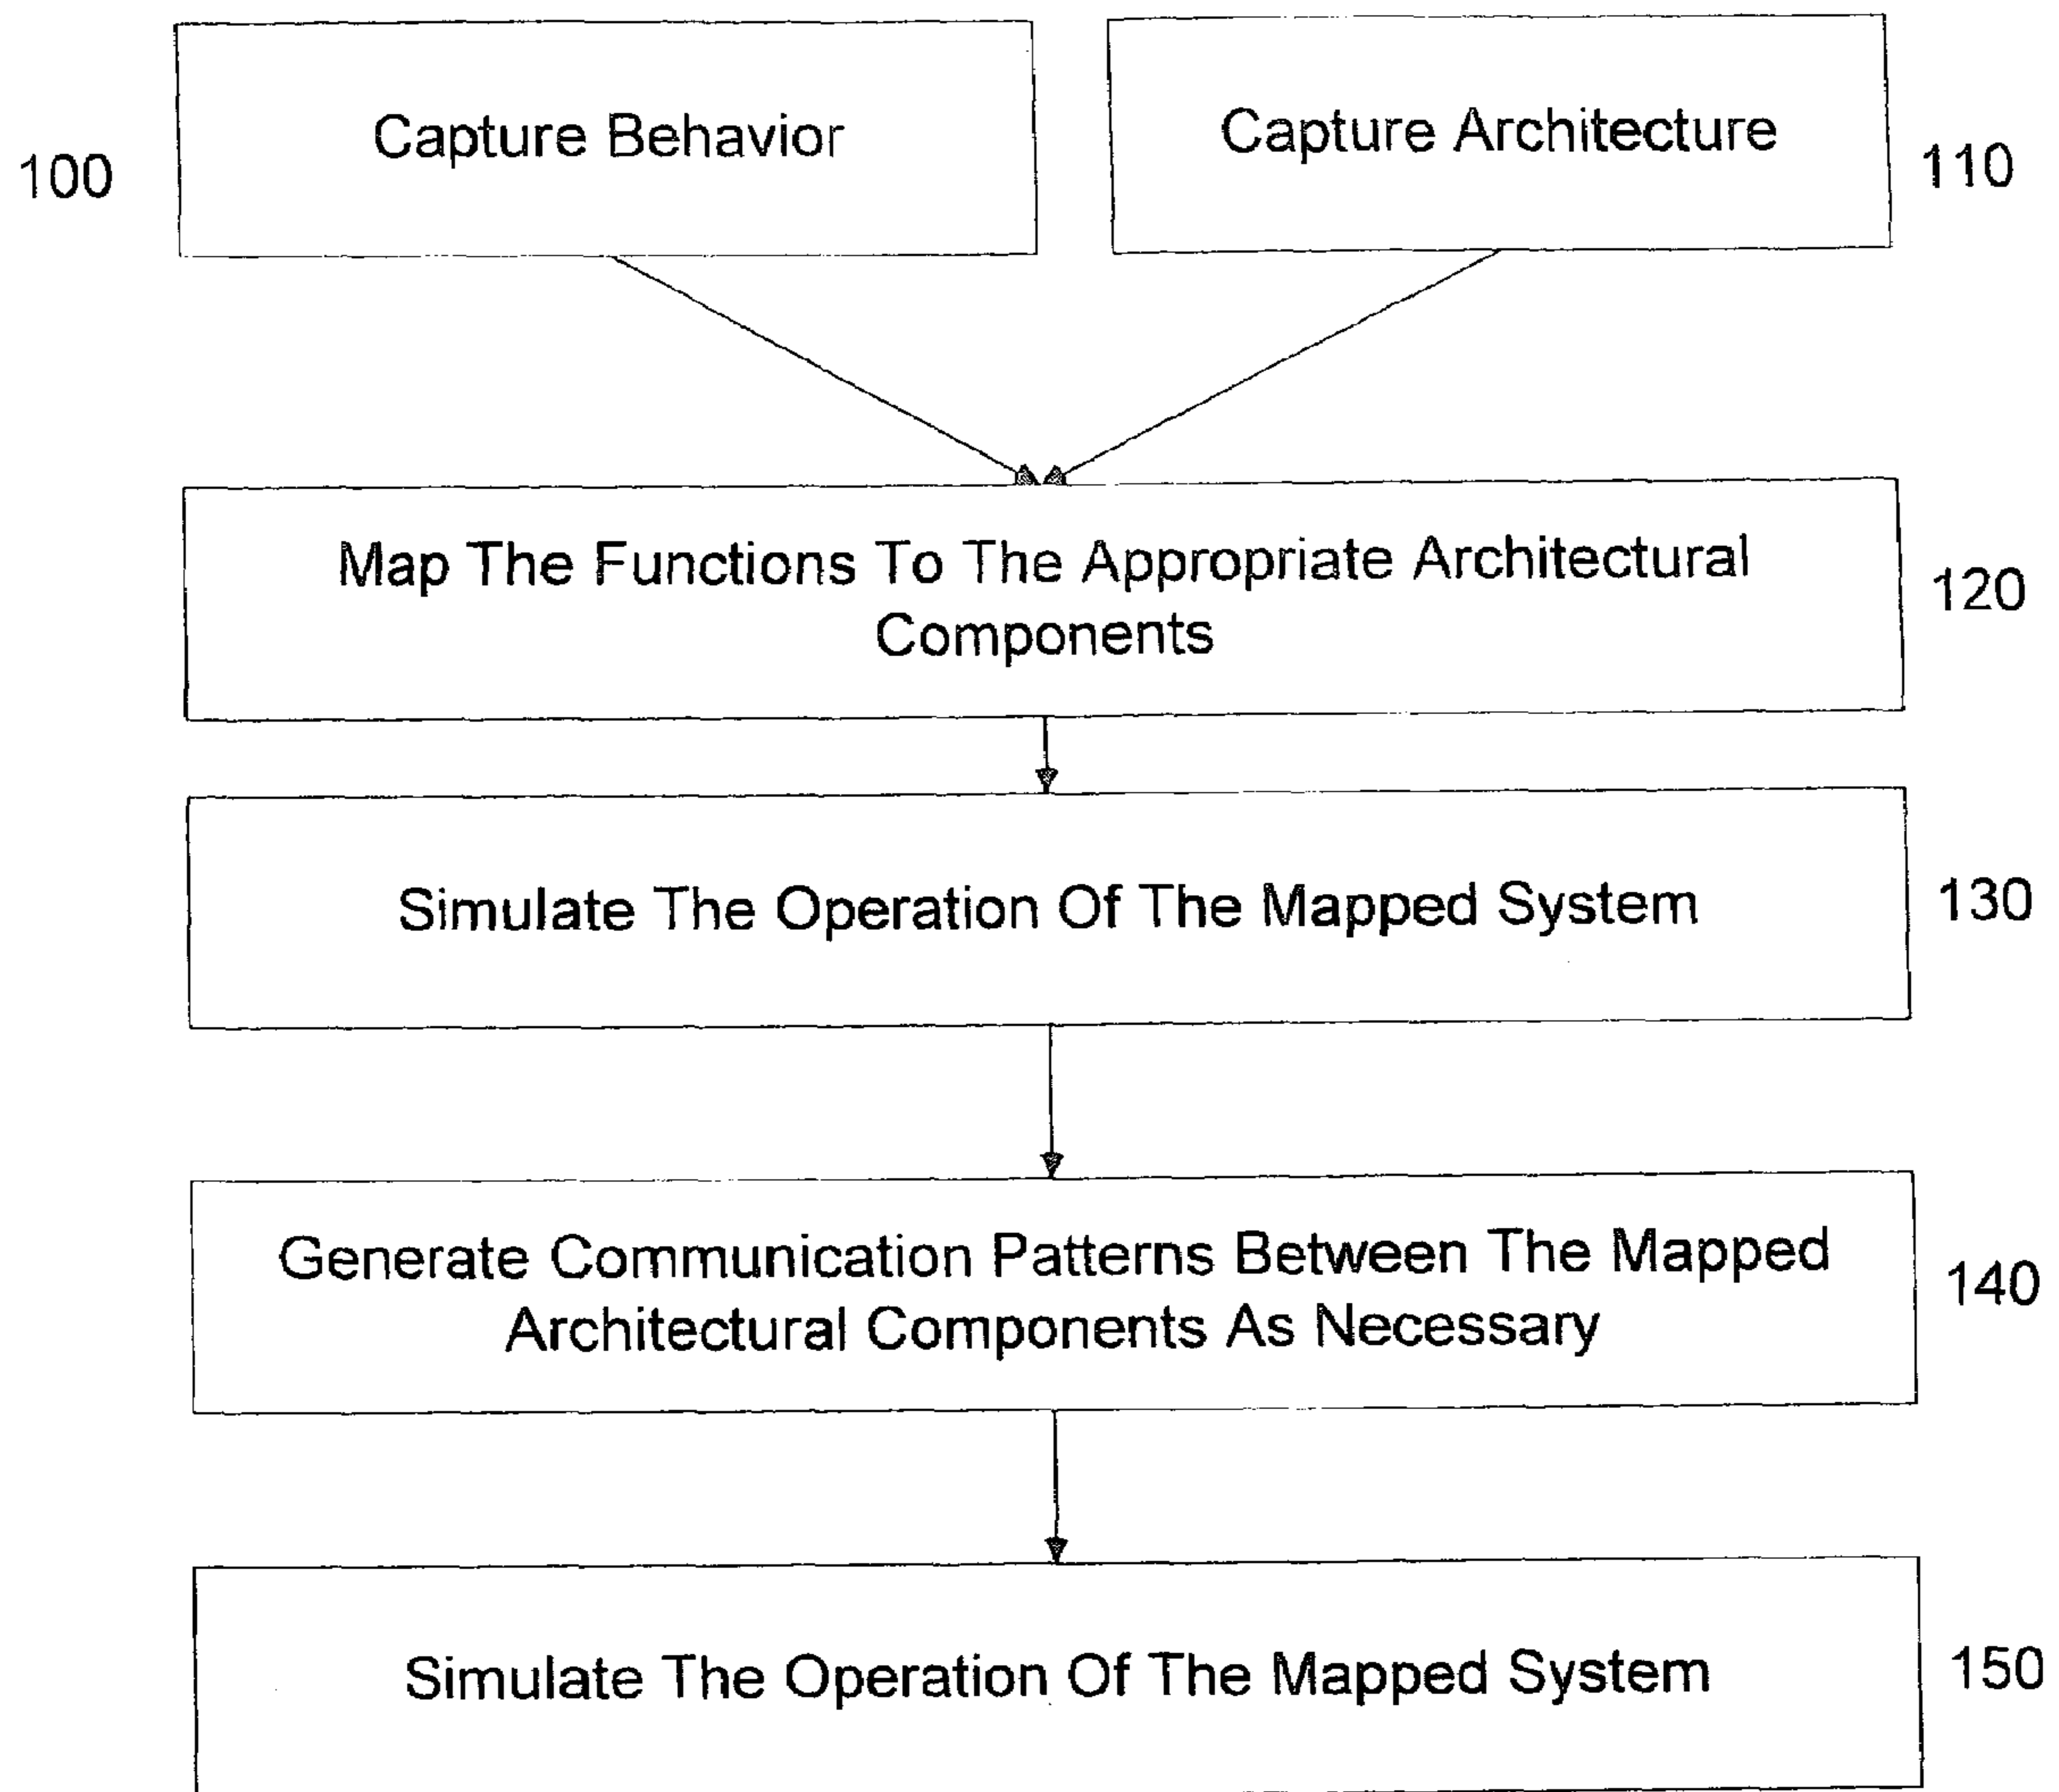 Capture Behavior
Capture Architecture
100
110
Map The Functions To The Appropriate Architectural
Components
120
Simulate The Operation Of The Mapped System
130
Generate Communication Patterns Between The Mapped
Architectural Components As Necessary
140
Simulate The Operation Of The Mapped System
150